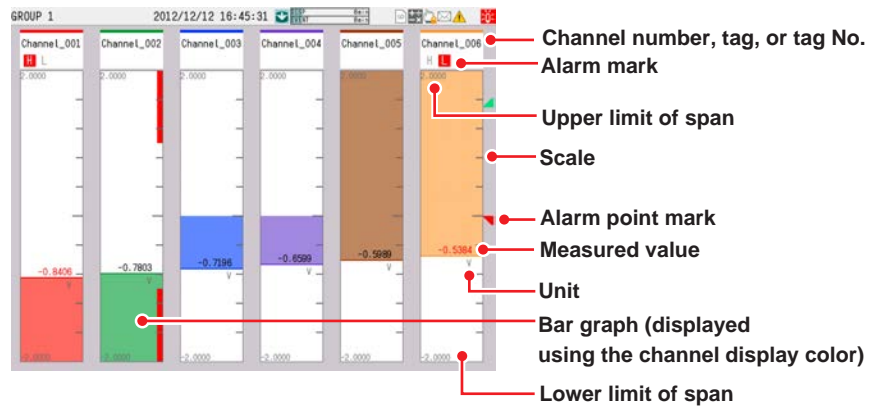 GROUP 1
2012/12/12 16:45:31
DISP
EVENT
Channel_001
Channel_002
Channel_003
Channel_004
Channel_005
Channel_006
Channel number, tag, or tag No.
H L
H L
Alarm mark
2.0000
2.0000
2.0000
2.0000
2.0000
2.0000
Upper limit of span
Scale
Alarm point mark
-0.8406
-0.7803
-0.7196
-0.6599
-0.5989
-0.5384
Measured value
V
V
V
V
V
V
Unit
Bar graph (displayed
using the channel display color)
-2.0000
-2.0000
-2.0000
-2.0000
-2.0000
-2.0000
Lower limit of span